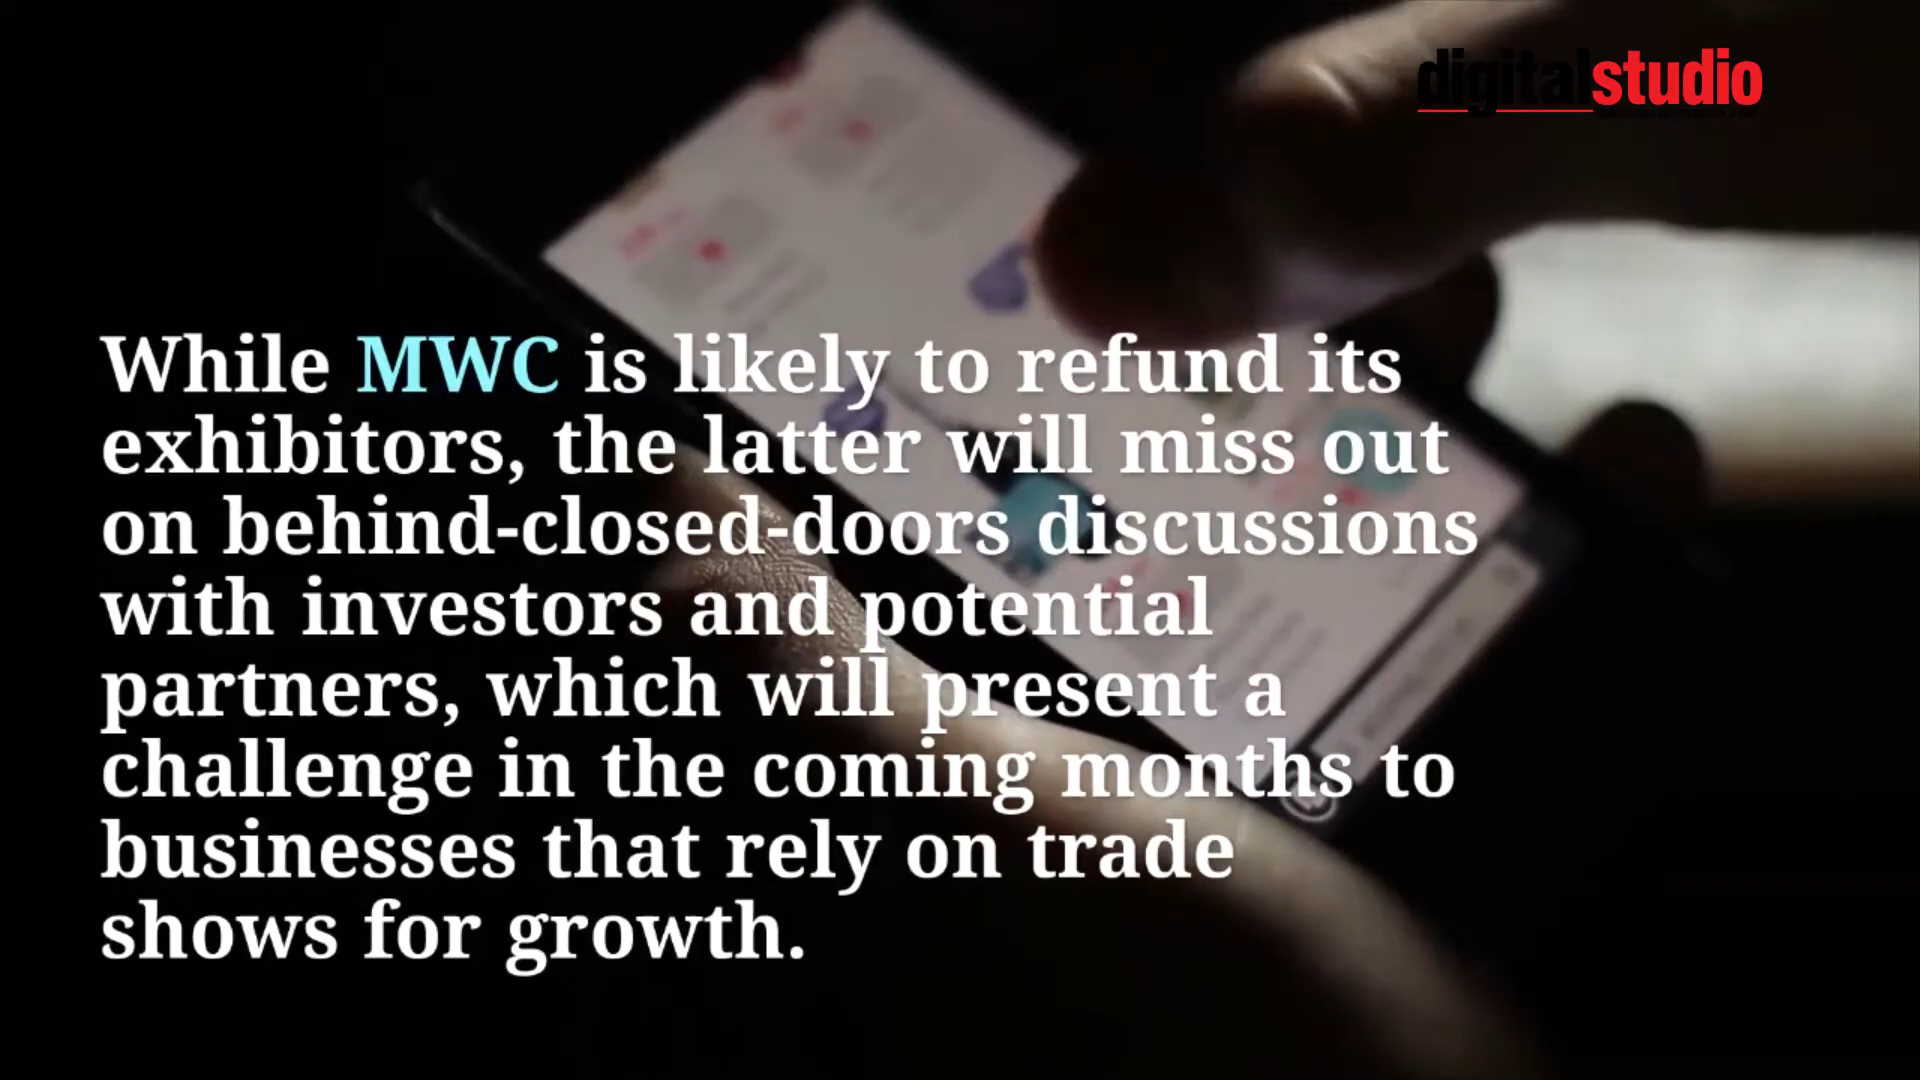 digitalstudio
While MWC is likely to refund its
exhibitors, the latter will miss out
on behind-closed-doors discussions
with investors and potential
partners, which will present a
challenge in the coming months to
businesses that rely on trade
shows for growth.